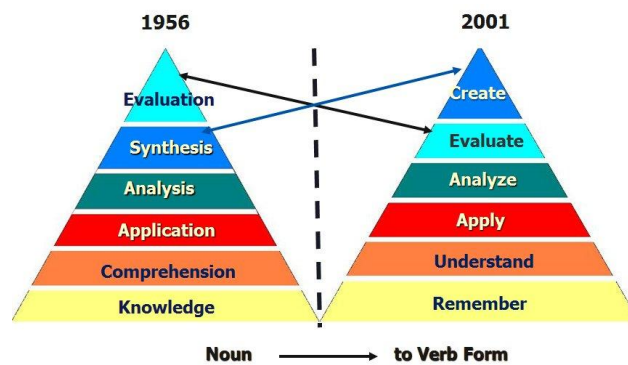 1956
2001
Evaluation
Synthesis
Analysis
Application
Comprehension
Knowledge
Create
Evaluate
Analyze
Apply
Understand
Remember
Noun to Verb Form